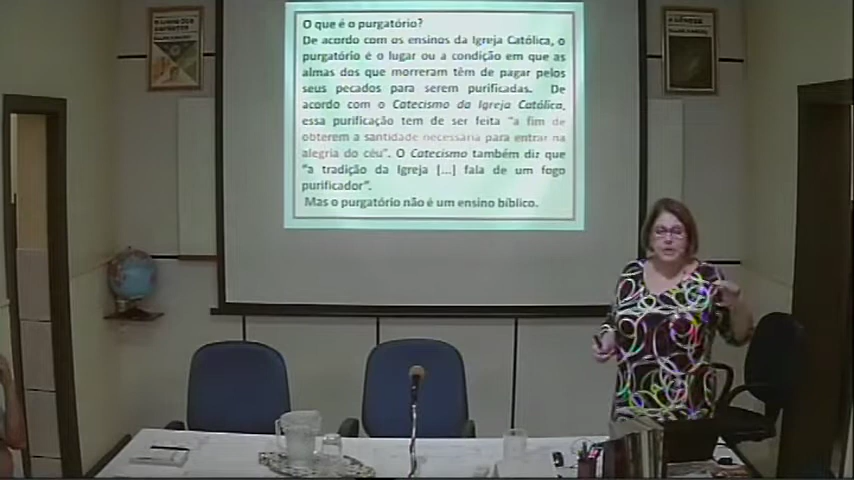 O que é o purgatório?
De acordo com os ensinos da Igreja Católica, o
purgatório é o lugar ou a condição em que as
almas dos que morreram têm de pagar pelos
seus pecados para serem purificadas. De
acordo com o Catecismo da Igreja Católica,
essa purificação tem de ser feita “a fim de
obterem a santidade necessária para entrar na
alegria do céu”. O Catecismo também diz que
“a tradição da Igreja [...] fala de um fogo
purificador”.
Mas o purgatório não é um ensino bíblico.
A GÊNESE